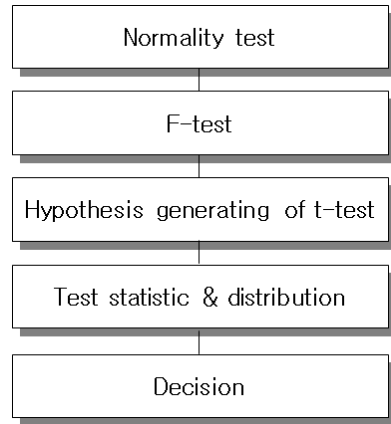 Normality test
F-test
Hypothesis generating of t-test
Test statistic & distribution
Decision